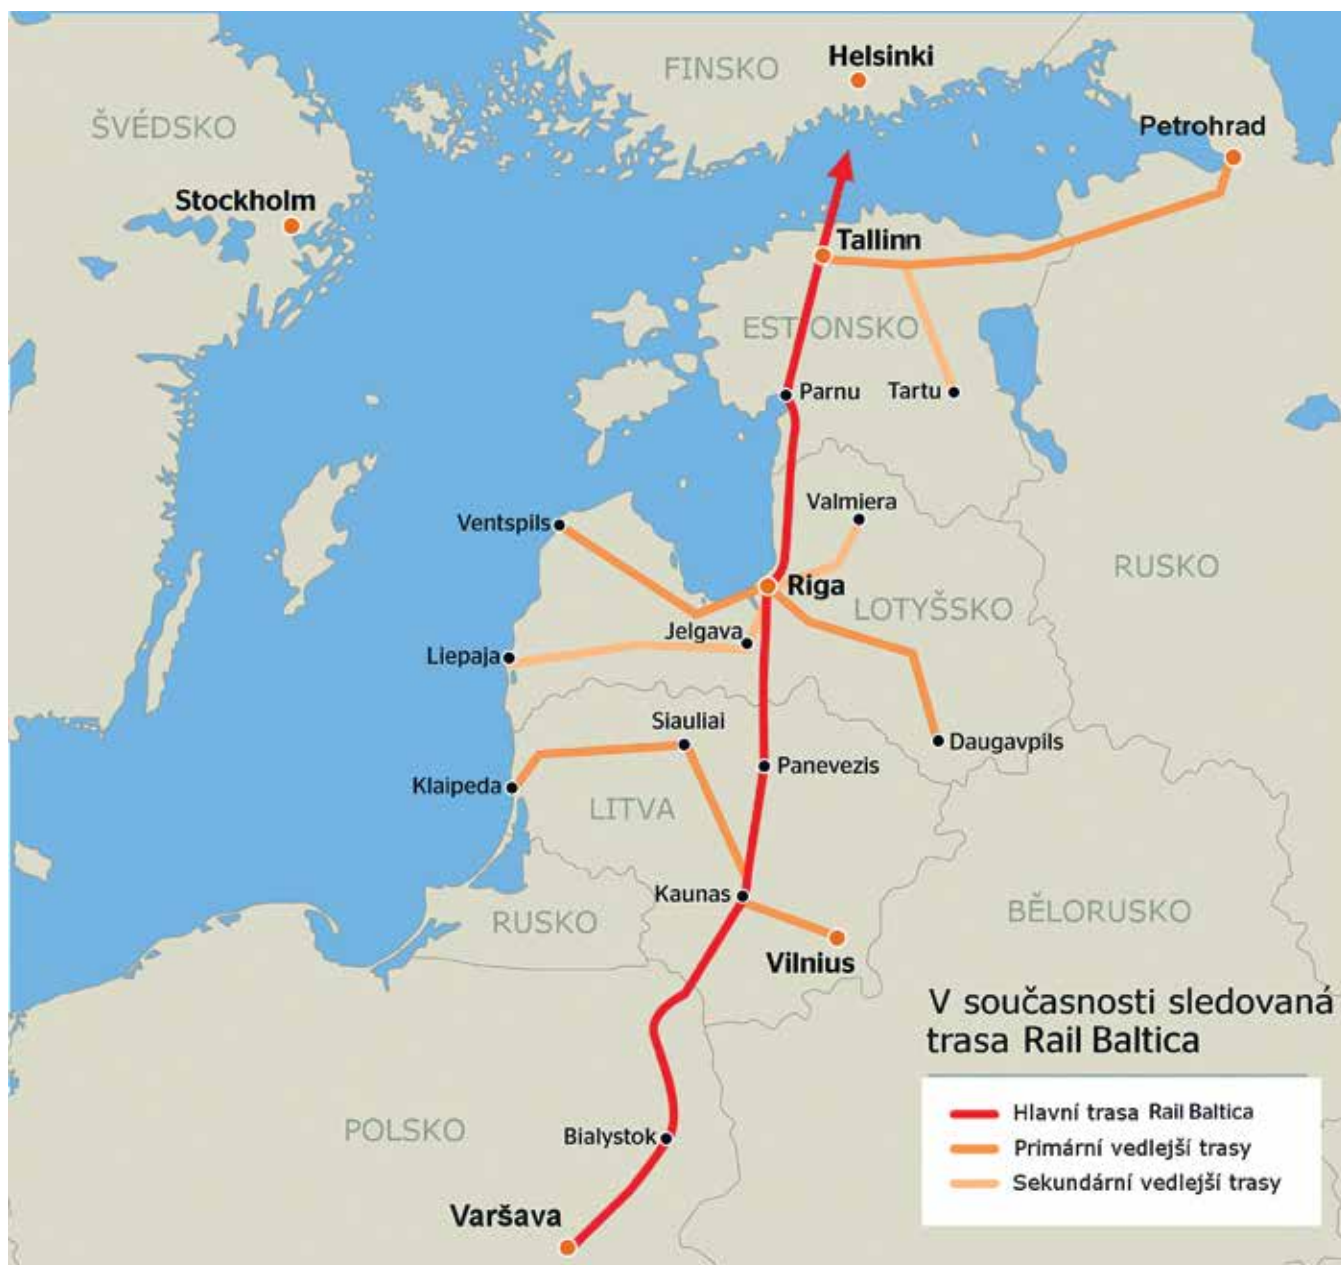 FINSKO
Helsinki
ŠVÉDSKO
Petrohrad
Stockholm
Tallinn
ESTONSKO
Parnu
Tartu
Valmiera
Ventspils
RUSKO
Riga
LOTYŠSKO
Jelgava
Liepaja
Siauliai
Daugavpils
Panevezis
Klaipeda
LITVA
Kaunas
RUSKO
BĚLORUSKO
Vilnius
V současnosti sledovaná
trasa Rail Baltica
Hlavní trasa Rail Baltica
Primární vedlejší trasy
Sekundární vedlejší trasy
POLSKO
Bialystok
Varšava